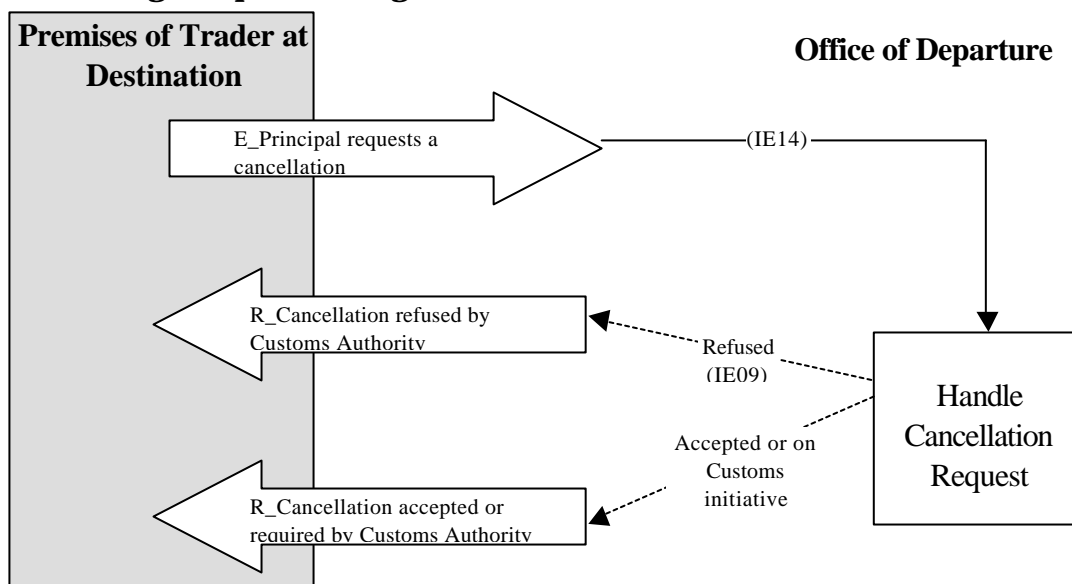 Premises of Trader at
Destination
Office of Departure
E_Principal requests a
cancellation
(IE14)
R_Cancellation refused by
Customs Authority
Refused
(IE09)
Handle
Cancellation
Request
Accepted or on
Customs
initiative
R_Cancellation accepted or
required by Customs Authority